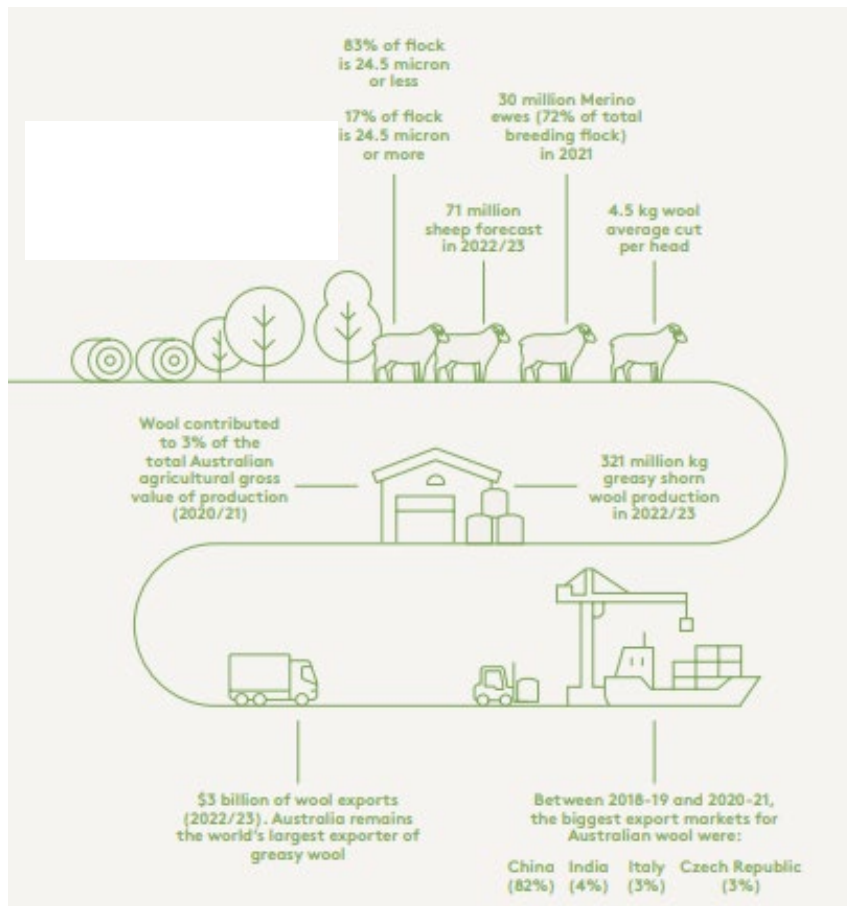 83% of flock
is 24.5 micron
or less
17% of flock
is 24.5 micron
or more
30 million Merino
ewes (72% of total
breeding flock)
in 2021
71 million
sheep forecast
in 2022/23
4.5 kg wool
average cut
per head
Wool contributed
to 3% of the
total Australian
agricultural gross
value of production
(2020/21)
321 million kg
greasy shorn
wool production
in 2022/23
$3 billion of wool exports
(2022/23). Australia remains
the world's largest exporter of
greasy wool
Between 2018-19 and 2020-21,
the biggest export markets for
Australian wool were:
China India Italy Czech Republic
(82%) (4%) (3%) (3%)